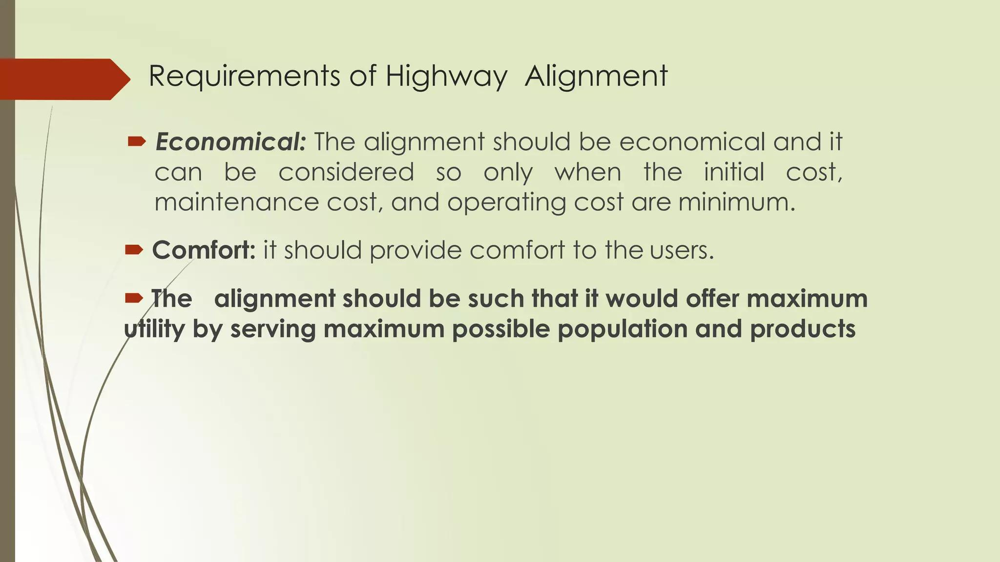 Requirements of Highway Alignment
Economical: The alignment should be economical and it
can be considered so only when the initial cost,
maintenance cost, and operating cost are minimum.
Comfort: it should provide comfort to the users.
The alignment should be such that it would offer maximum
utility by serving maximum possible population and products